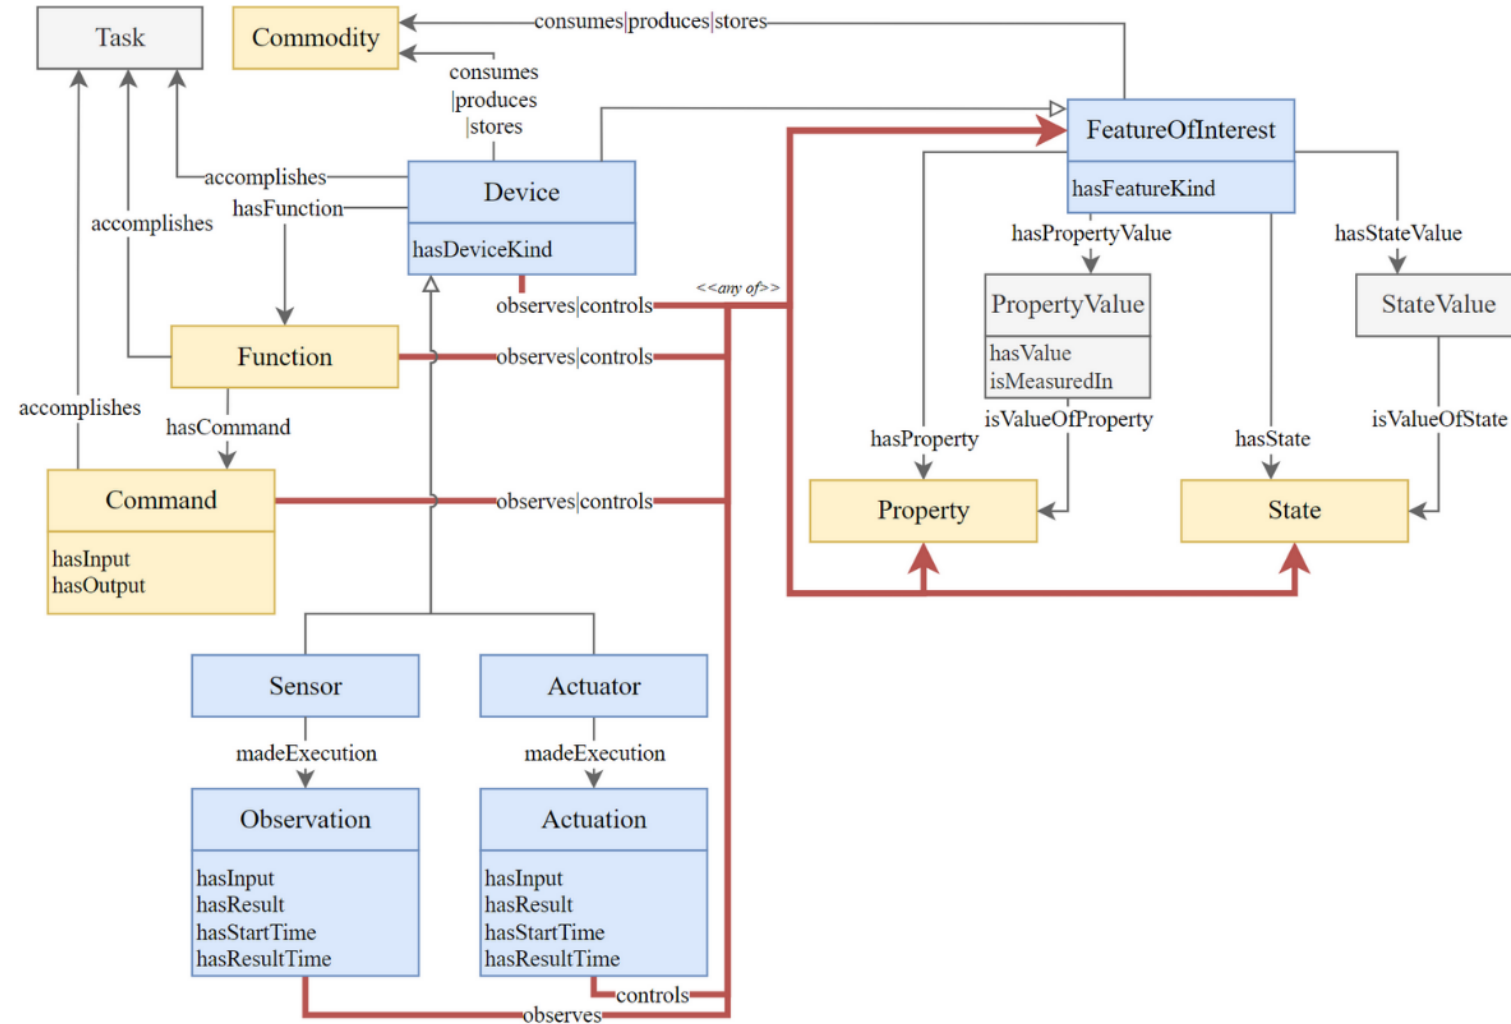 Task
Commodity
consumes|produces|stores
consumes
|produces
|stores
FeatureOfInterest
hasFeatureKind
accomplishes
hasFunction
Device
hasDeviceKind
accomplishes
hasPropertyValue
hasStateValue
<<any of>>
observes|controls
PropertyValue
hasValue
isMeasuredIn
StateValue
Function
observes|controls
accomplishes
hasCommand
hasProperty
isValueOfProperty
hasState
isValueOfState
Command
hasInput
hasOutput
observes|controls
Property
State
Sensor
Actuator
madeExecution
madeExecution
Observation
hasInput
hasResult
hasStartTime
hasResultTime
Actuation
hasInput
hasResult
hasStartTime
hasResultTime
controls
observes